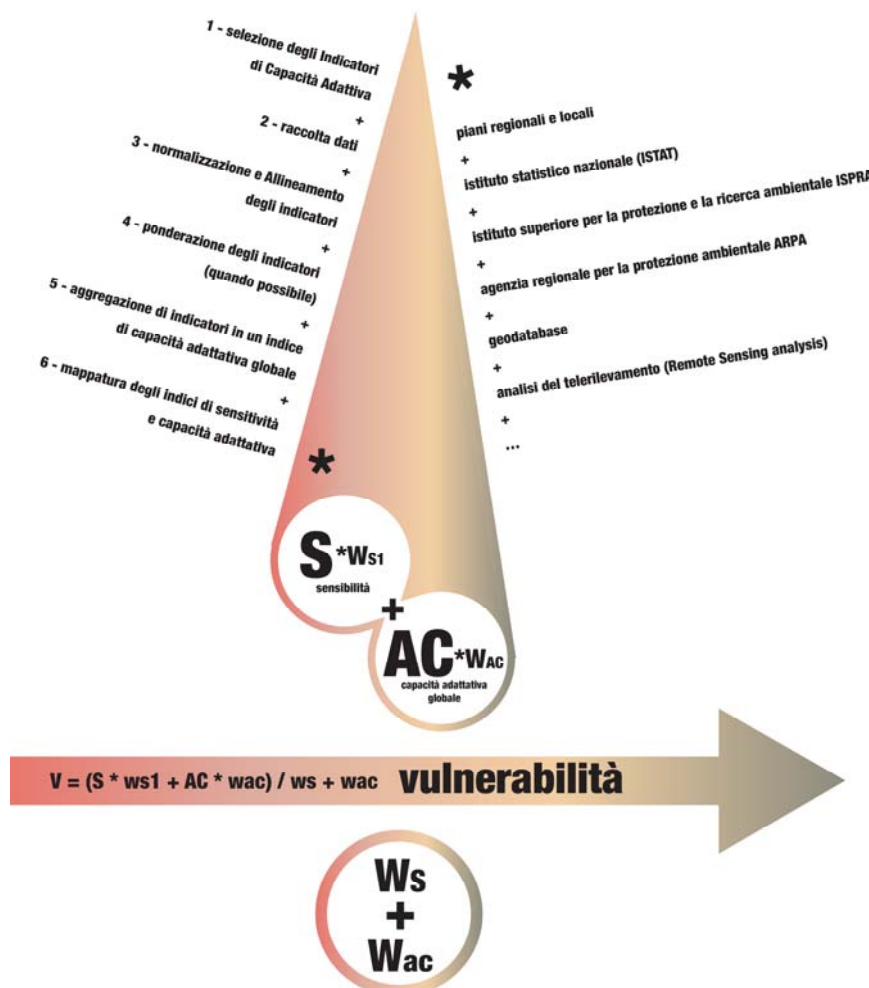 1 - selezione degli Indicatori
di Capacità Adattiva
+
2 - raccolta dati
+
3 - normalizzazione e Allineamento
degli indicatori
+
4 - ponderazione degli indicatori
(quando possibile)
+
5 - aggregazione di indicatori in un indice
di capacità adattativa globale
+
6 - mappatura degli indici di sensitività
e capacità adattativa
*
*
piani regionali e locali
+
istituto statistico nazionale (ISTAT)
+
istituto superiore per la protezione e la ricerca ambientale ISPRA
+
agenzia regionale per la protezione ambientale ARPA
+
geodatabase
+
analisi del telerilevamento (Remote Sensing analysis)
+
...
S *WS1
sensibilità
+
AC *WAC
capacità adattativa
globale
V = (S * ws1 + AC * wac) / ws + wac vulnerabilità
Ws
+
Wac